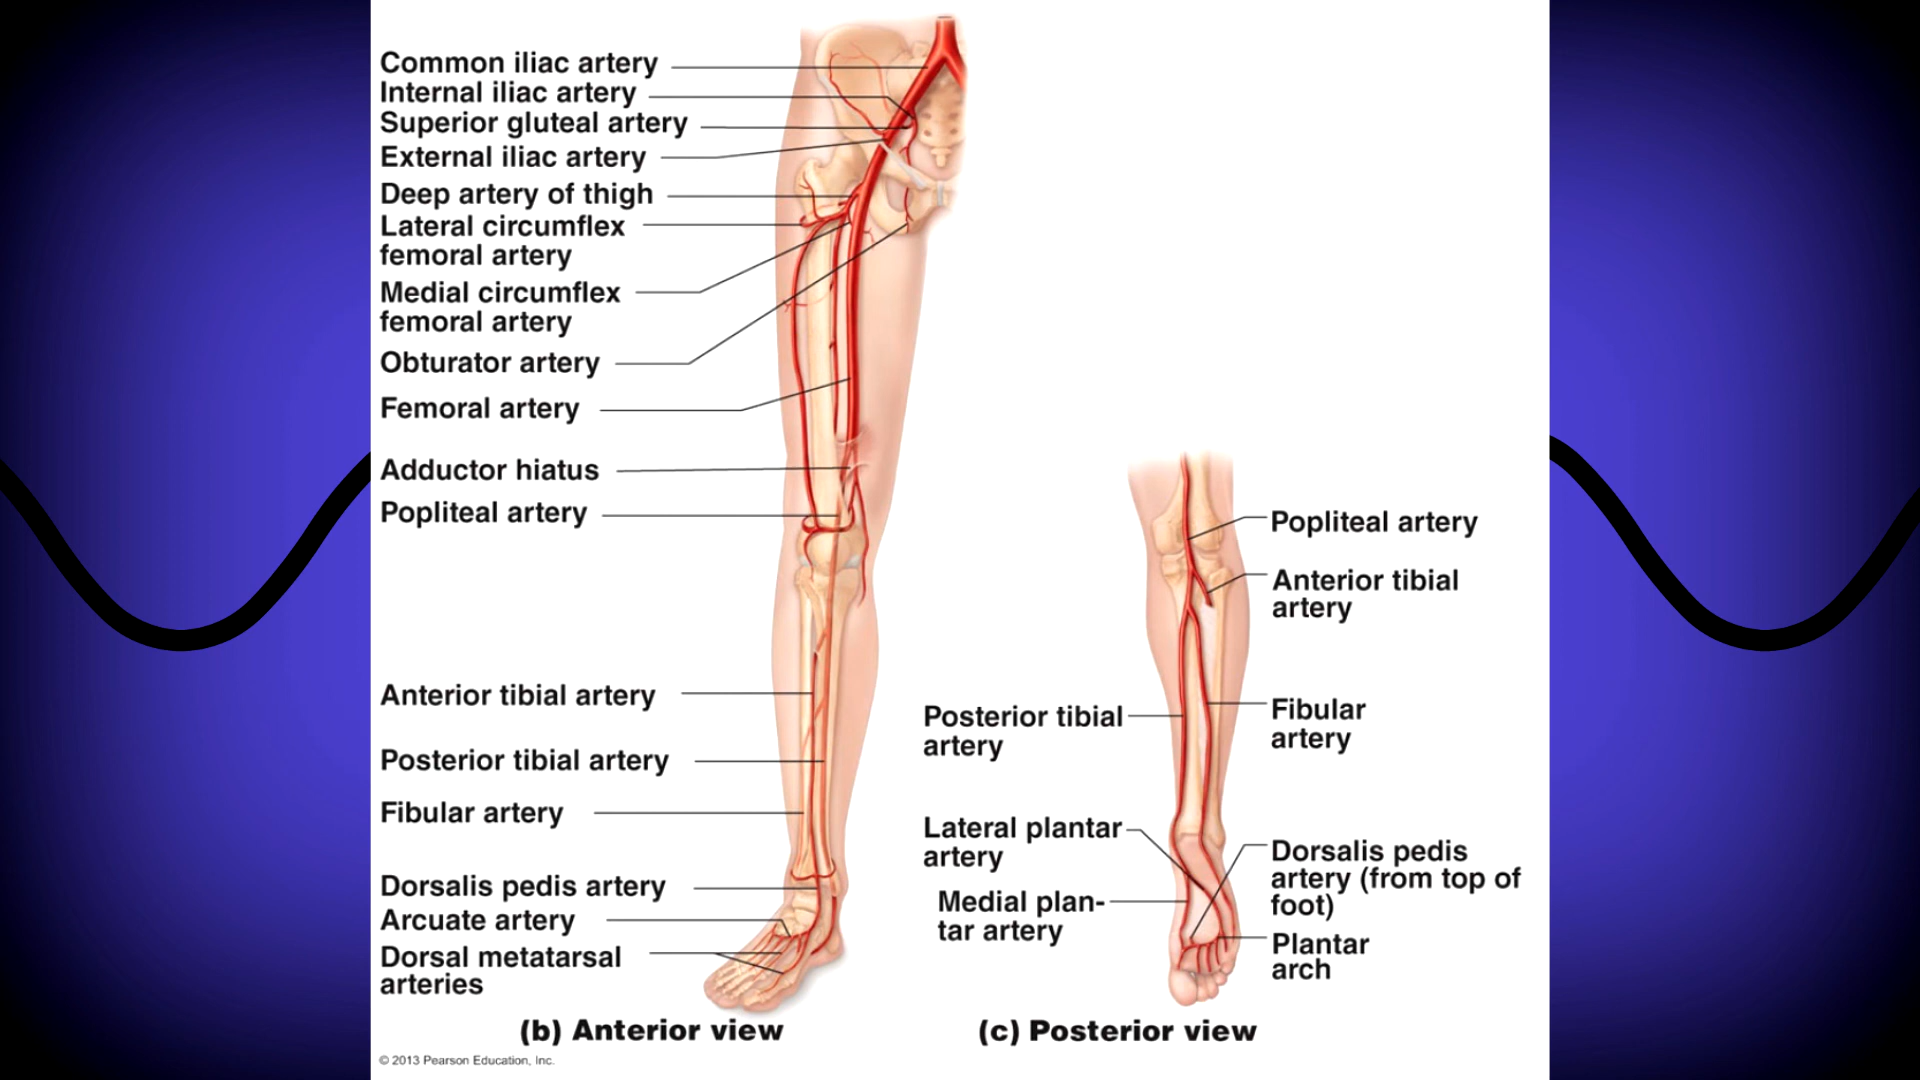 Common iliac artery
Internal iliac artery
Superior gluteal artery
External iliac artery
Deep artery of thigh
Lateral circumflex
femoral artery
Medial circumflex
femoral artery
Obturator artery
Femoral artery
Adductor hiatus
Popliteal artery
Anterior tibial artery
Posterior tibial artery
Fibular artery
Dorsalis pedis artery
Arcuate artery
Dorsal metatarsal
arteries
(b) Anterior view
Popliteal artery
Anterior tibial
artery
Posterior tibial
artery
Fibular
artery
Lateral plantar
artery
Medial plan-
tar artery
Dorsalis pedis
artery (from top of
foot)
Plantar
arch
(c) Posterior view
© 2013 Pearson Education, Inc.